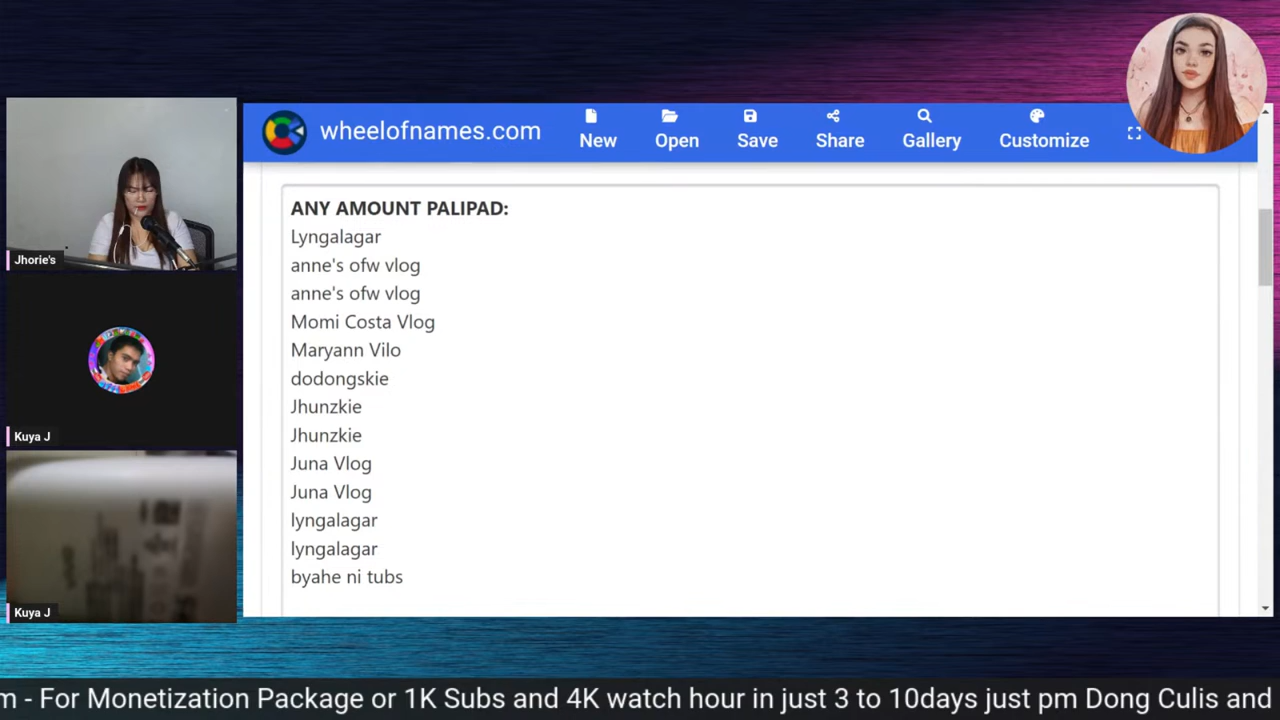 wheelofnames.com
New
Open
Save
Share
Gallery
Customize
ANY AMOUNT PALIPAD:
Lyngalagar
anne's ofw vlog
anne's ofw vlog
Momi Costa Vlog
Maryann Vilo
dodongskie
Jhunzkie
Jhunzkie
Juna Vlog
Juna Vlog
lyngalagar
lyngalagar
byahe ni tubs
Jhorie's
Kuya J
Kuya J
m - For Monetization Package or 1K Subs and 4K watch hour in just 3 to 10days just pm Dong Culis and